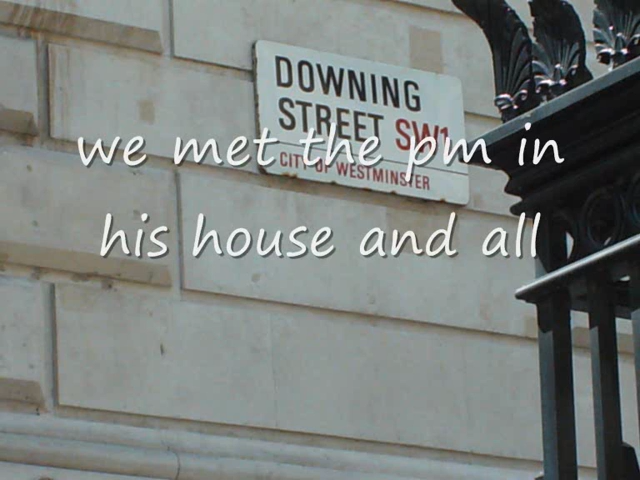 DOWNING
STREET SW1
CITY OF WESTMINSTER
we met the pm in
his house and all